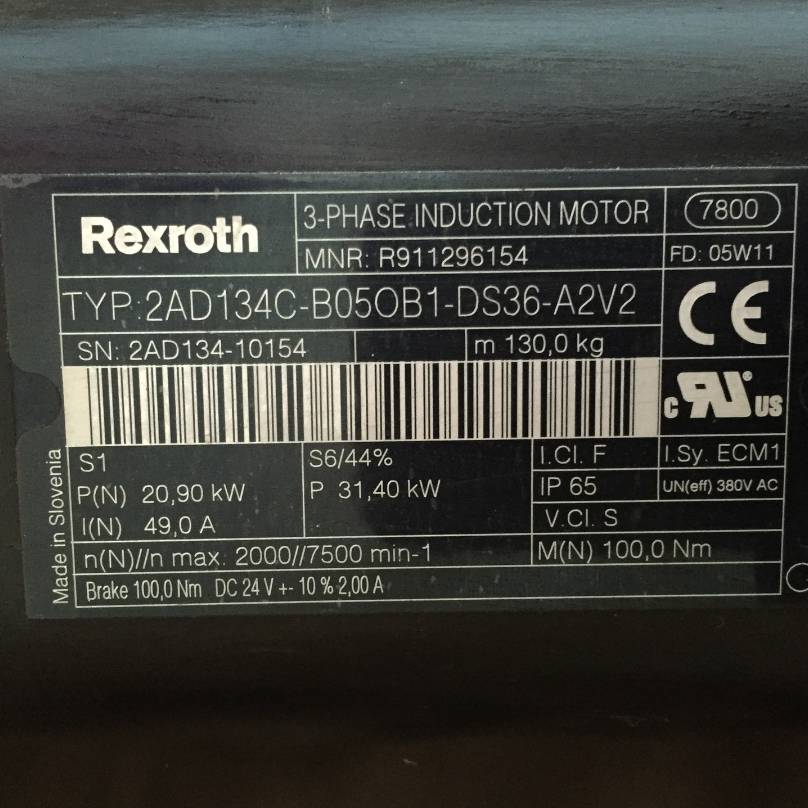 Rexroth
3-PHASE INDUCTION MOTOR
7800
MNR: R911296154
FD: 05W11
TYP:2AD134C-B05OB1-DS36-A2V2
CE
SN: 2AD134-10154
m 130,0 kg
c RU US
S1
S6/44%
I.Cl. F
I.Sy. ECM1
P(N) 20,90 kW
P 31,40 kW
IP 65
UN(eff) 380V AC
I(N) 49,0 A
V.Cl. S
n(N)//n max. 2000//7500 min-1
M(N) 100,0 Nm
Brake 100,0 Nm DC 24 V +- 10 % 2,00 A
Made in Slovenia